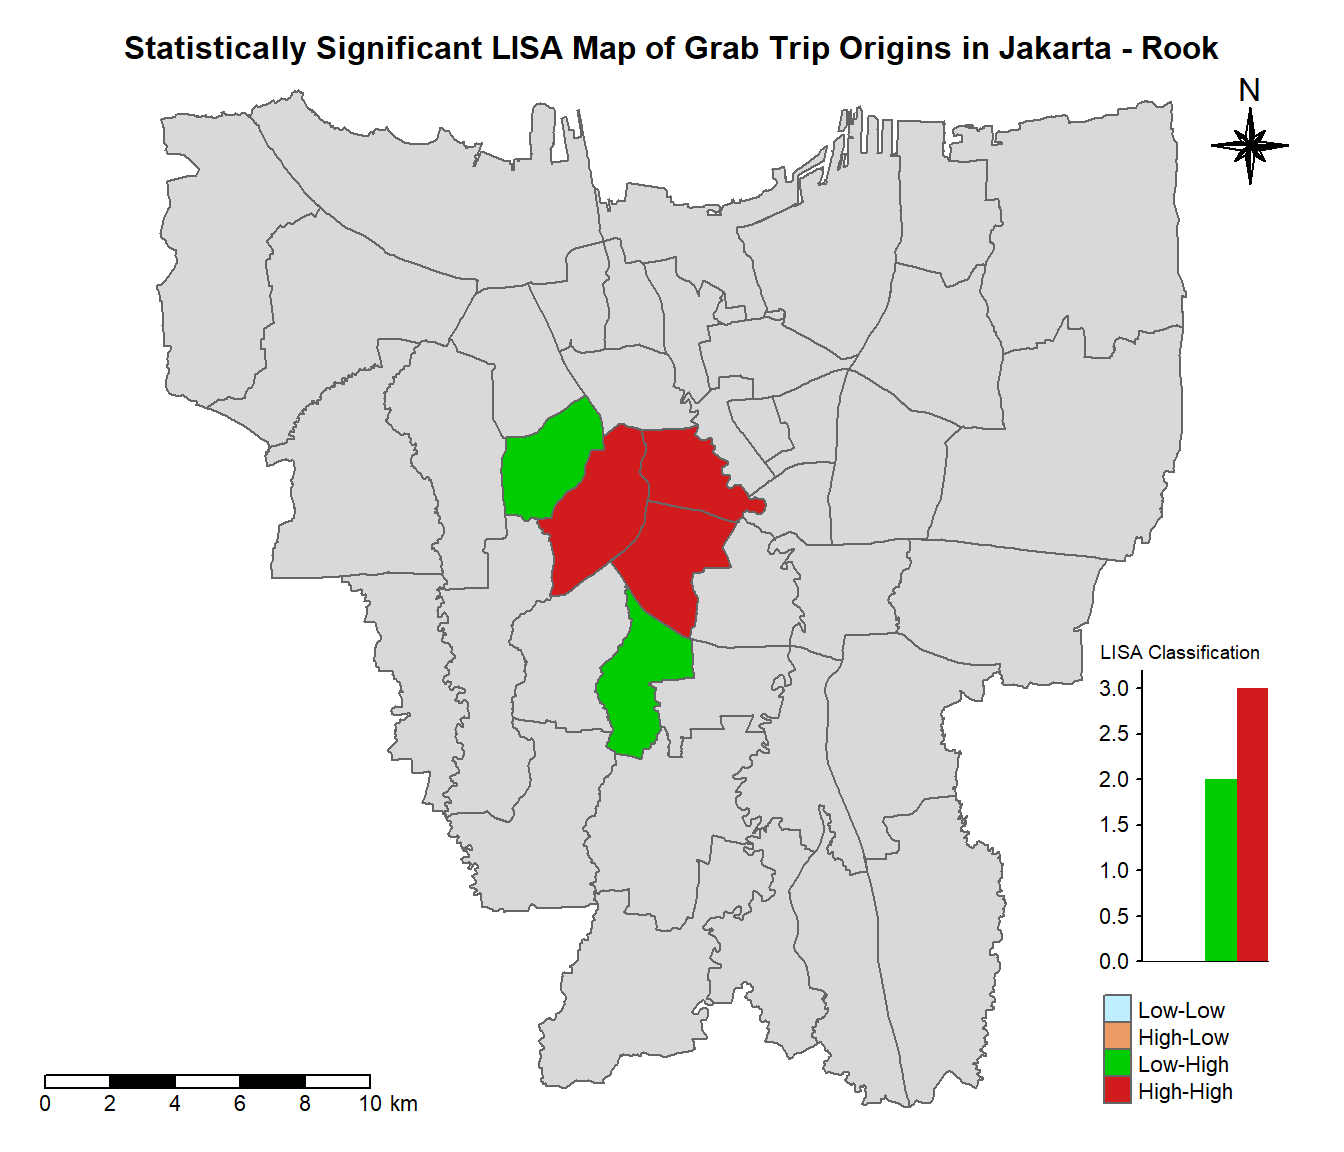 Statistically Significant LISA Map of Grab Trip Origins in Jakarta - Rook
N
LISA Classification
3.0
2.5
2.0
1.5
1.0
0.5
0.0
Low-Low
High-Low
Low-High
High-High
0 2 4 6 8 10 km